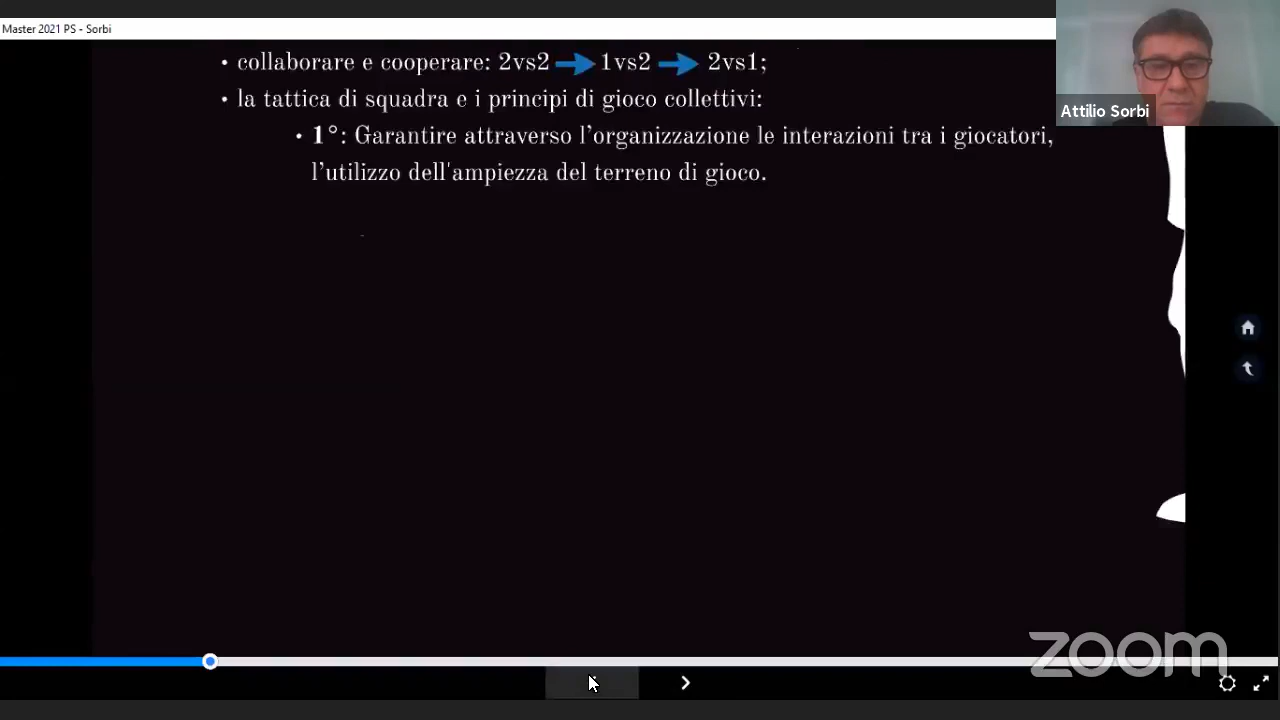 Master 2021 PS - Sorbi
• collaborare e cooperare: 2vs2 1vs2 2vs1;
• la tattica di squadra e i principi di gioco collettivi:
• 1°: Garantire attraverso l'organizzazione le interazioni tra i giocatori,
l'utilizzo dell'ampiezza del terreno di gioco.
Attilio Sorbi
zoom